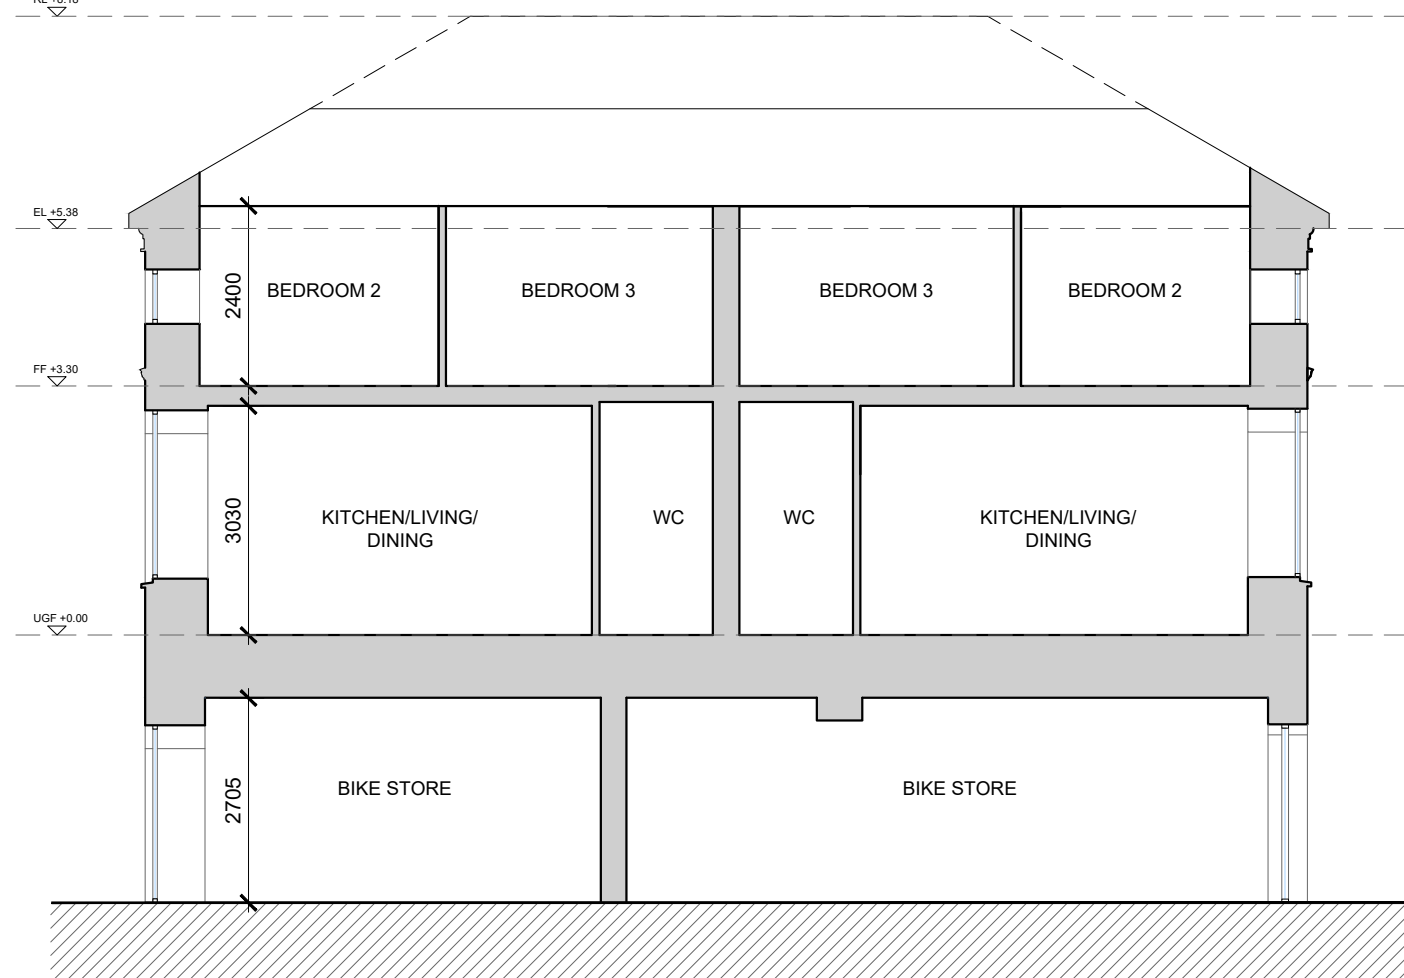 EL +5.38
2400
BEDROOM 2
BEDROOM 3
BEDROOM 3
BEDROOM 2
FF +3.30
3030
KITCHEN/LIVING/
DINING
WC
WC
KITCHEN/LIVING/
DINING
UGF +0.00
2705
BIKE STORE
BIKE STORE